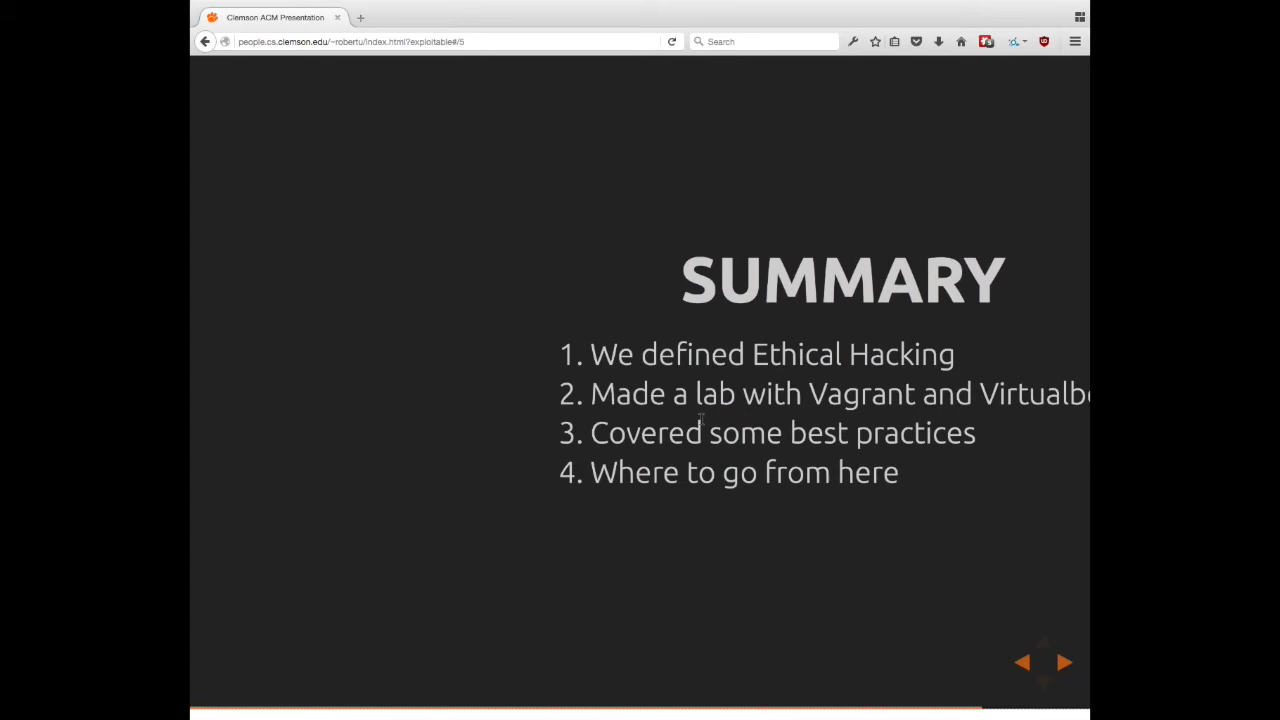 Clemson ACM Presentation
people.cs.clemson.edu/~robertu/index.html?exploitable#/5
Search
SUMMARY
1. We defined Ethical Hacking
2. Made a lab with Vagrant and Virtualb
3. Covered some best practices
4. Where to go from here